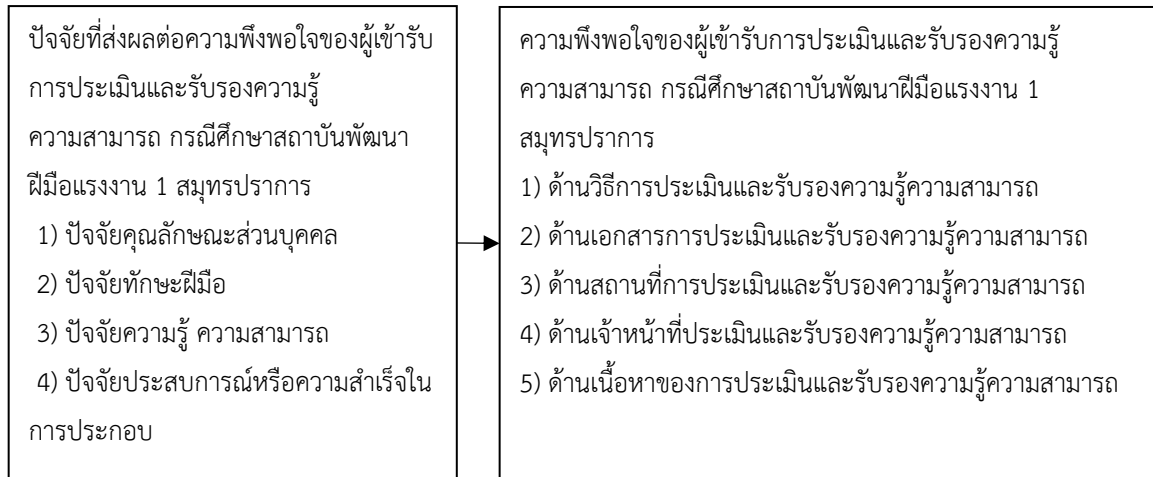 ปัจจัยที่ส่งผลต่อความพึงพอใจของผู้เข้ารับ
การประเมินและรับรองความรู้
ความสามารถ กรณีศึกษาสถาบันพัฒนา
ฝีมือแรงงาน 1 สมุทรปราการ
1) ปัจจัยคุณลักษณะส่วนบุคคล
2) ปัจจัยทักษะฝีมือ
3) ปัจจัยความรู้ ความสามารถ
4) ปัจจัยประสบการณ์หรือความสำเร็จใน
การประกอบ
ความพึงพอใจของผู้เข้ารับการประเมินและรับรองความรู้
ความสามารถ กรณีศึกษาสถาบันพัฒนาฝีมือแรงงาน 1
สมุทรปราการ
1) ด้านวิธีการประเมินและรับรองความรู้ความสามารถ
2) ด้านเอกสารการประเมินและรับรองความรู้ความสามารถ
3) ด้านสถานที่การประเมินและรับรองความรู้ความสามารถ
4) ด้านเจ้าหน้าที่ประเมินและรับรองความรู้ความสามารถ
5) ด้านเนื้อหาของการประเมินและรับรองความรู้ความสามารถ